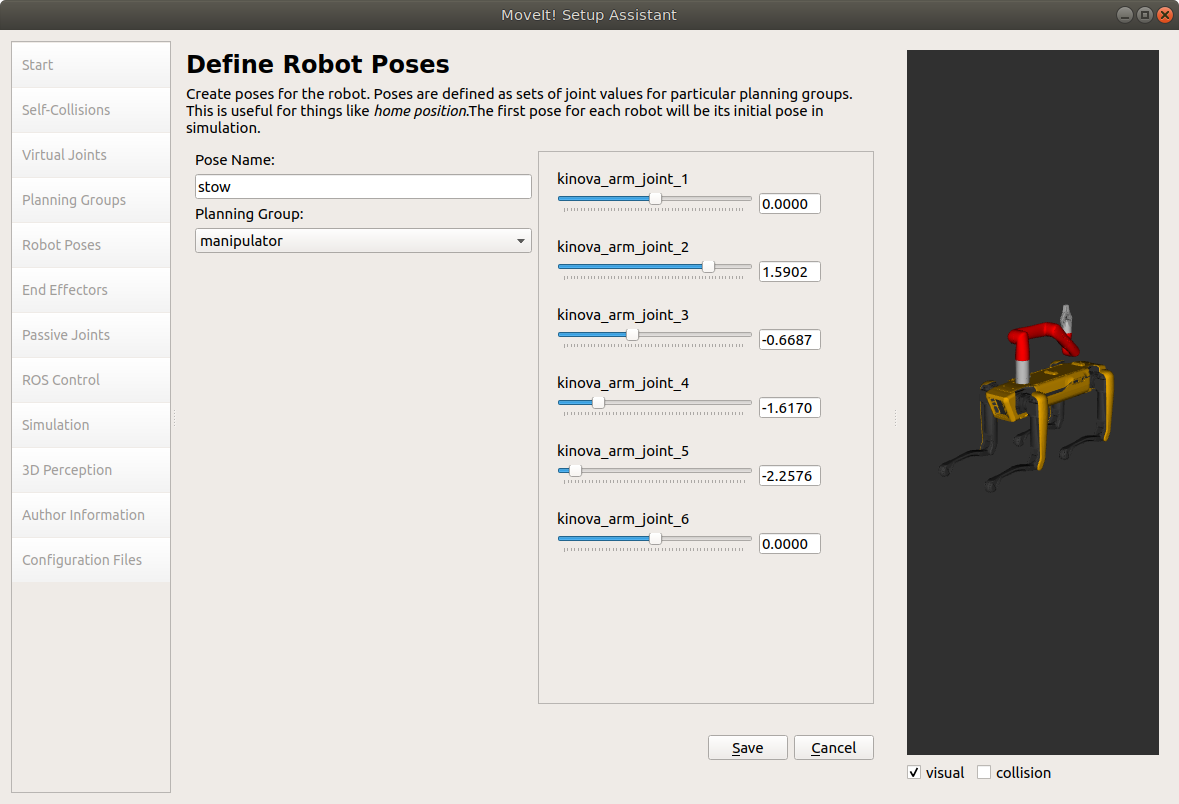 MoveIt! Setup Assistant
Start
Self-Collisions
Virtual Joints
Planning Groups
Robot Poses
End Effectors
Passive Joints
ROS Control
Simulation
3D Perception
Author Information
Configuration Files
Define Robot Poses
Create poses for the robot. Poses are defined as sets of joint values for particular planning groups.
This is useful for things like home position.The first pose for each robot will be its initial pose in
simulation.
Pose Name:
stow
Planning Group:
manipulator
kinova_arm_joint_1
0.0000
kinova_arm_joint_2
1.5902
kinova_arm_joint_3
-0.6687
kinova_arm_joint_4
-1.6170
kinova_arm_joint_5
-2.2576
kinova_arm_joint_6
0.0000
Save
Cancel
visual
collision